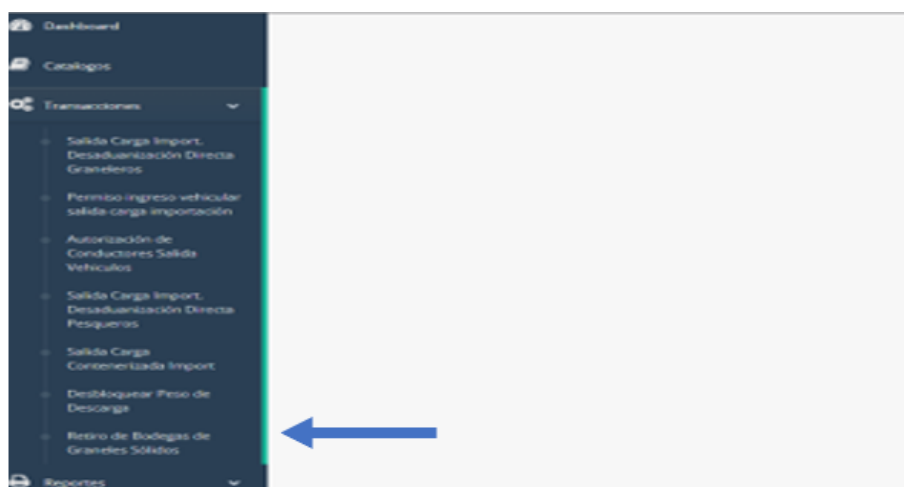 Dashboard
Catalogos
Transacciones
Salida Carga Import.
Desaduanización Directa
Graneleros
Permiso ingreso vehicular
salida carga importación
Autorización de
Conductores Salida
Vehiculos
Salida Carga Import.
Desaduanización Directa
Pesqueros
Salida Carga
Contenerizada Import
Desbloquear Peso de
Descarga
Retiro de Bodegas de
Graneles Sólidos
Reportes